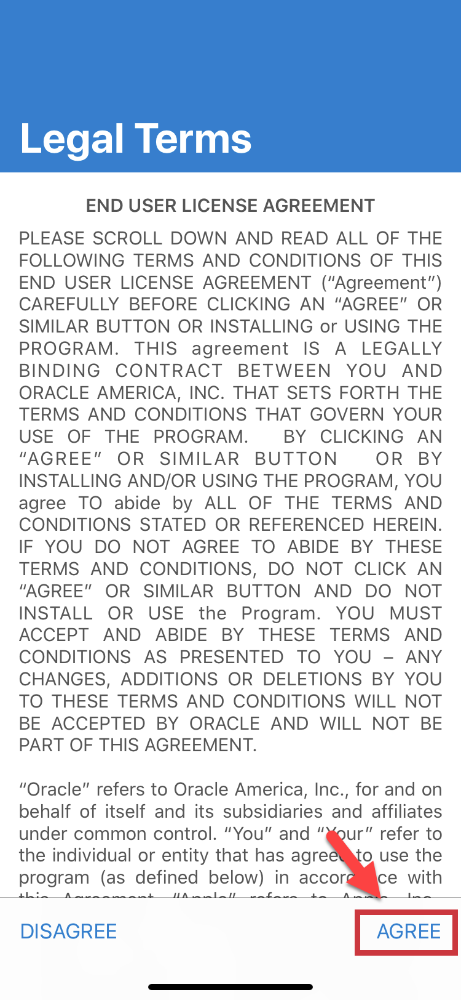 Legal Terms
END USER LICENSE AGREEMENT
PLEASE SCROLL DOWN AND READ ALL OF THE
FOLLOWING TERMS AND CONDITIONS OF THIS
END USER LICENSE AGREEMENT (“Agreement”)
CAREFULLY BEFORE CLICKING AN “AGREE” OR
SIMILAR BUTTON OR INSTALLING or USING THE
PROGRAM. THIS agreement IS A LEGALLY
BINDING CONTRACT BETWEEN YOU AND
ORACLE AMERICA, INC. THAT SETS FORTH THE
TERMS AND CONDITIONS THAT GOVERN YOUR
USE OF THE PROGRAM. BY CLICKING AN
“AGREE” OR SIMILAR BUTTON OR BY
INSTALLING AND/OR USING THE PROGRAM, YOU
agree TO abide by ALL OF THE TERMS AND
CONDITIONS STATED OR REFERENCED HEREIN.
IF YOU DO NOT AGREE TO ABIDE BY THESE
TERMS AND CONDITIONS, DO NOT CLICK AN
“AGREE” OR SIMILAR BUTTON AND DO NOT
INSTALL OR USE the Program. YOU MUST
ACCEPT AND ABIDE BY THESE TERMS AND
CONDITIONS AS PRESENTED TO YOU – ANY
CHANGES, ADDITIONS OR DELETIONS BY YOU
TO THESE TERMS AND CONDITIONS WILL NOT
BE ACCEPTED BY ORACLE AND WILL NOT BE
PART OF THIS AGREEMENT.
“Oracle” refers to Oracle America, Inc., for and on
behalf of itself and its subsidiaries and affiliates
under common control. “You” and “Your” refer to
the individual or entity that has agreed to use the
program (as defined below) in accordance with
this Agreement. “Apple” refers to Apple, Inc.
DISAGREE
AGREE